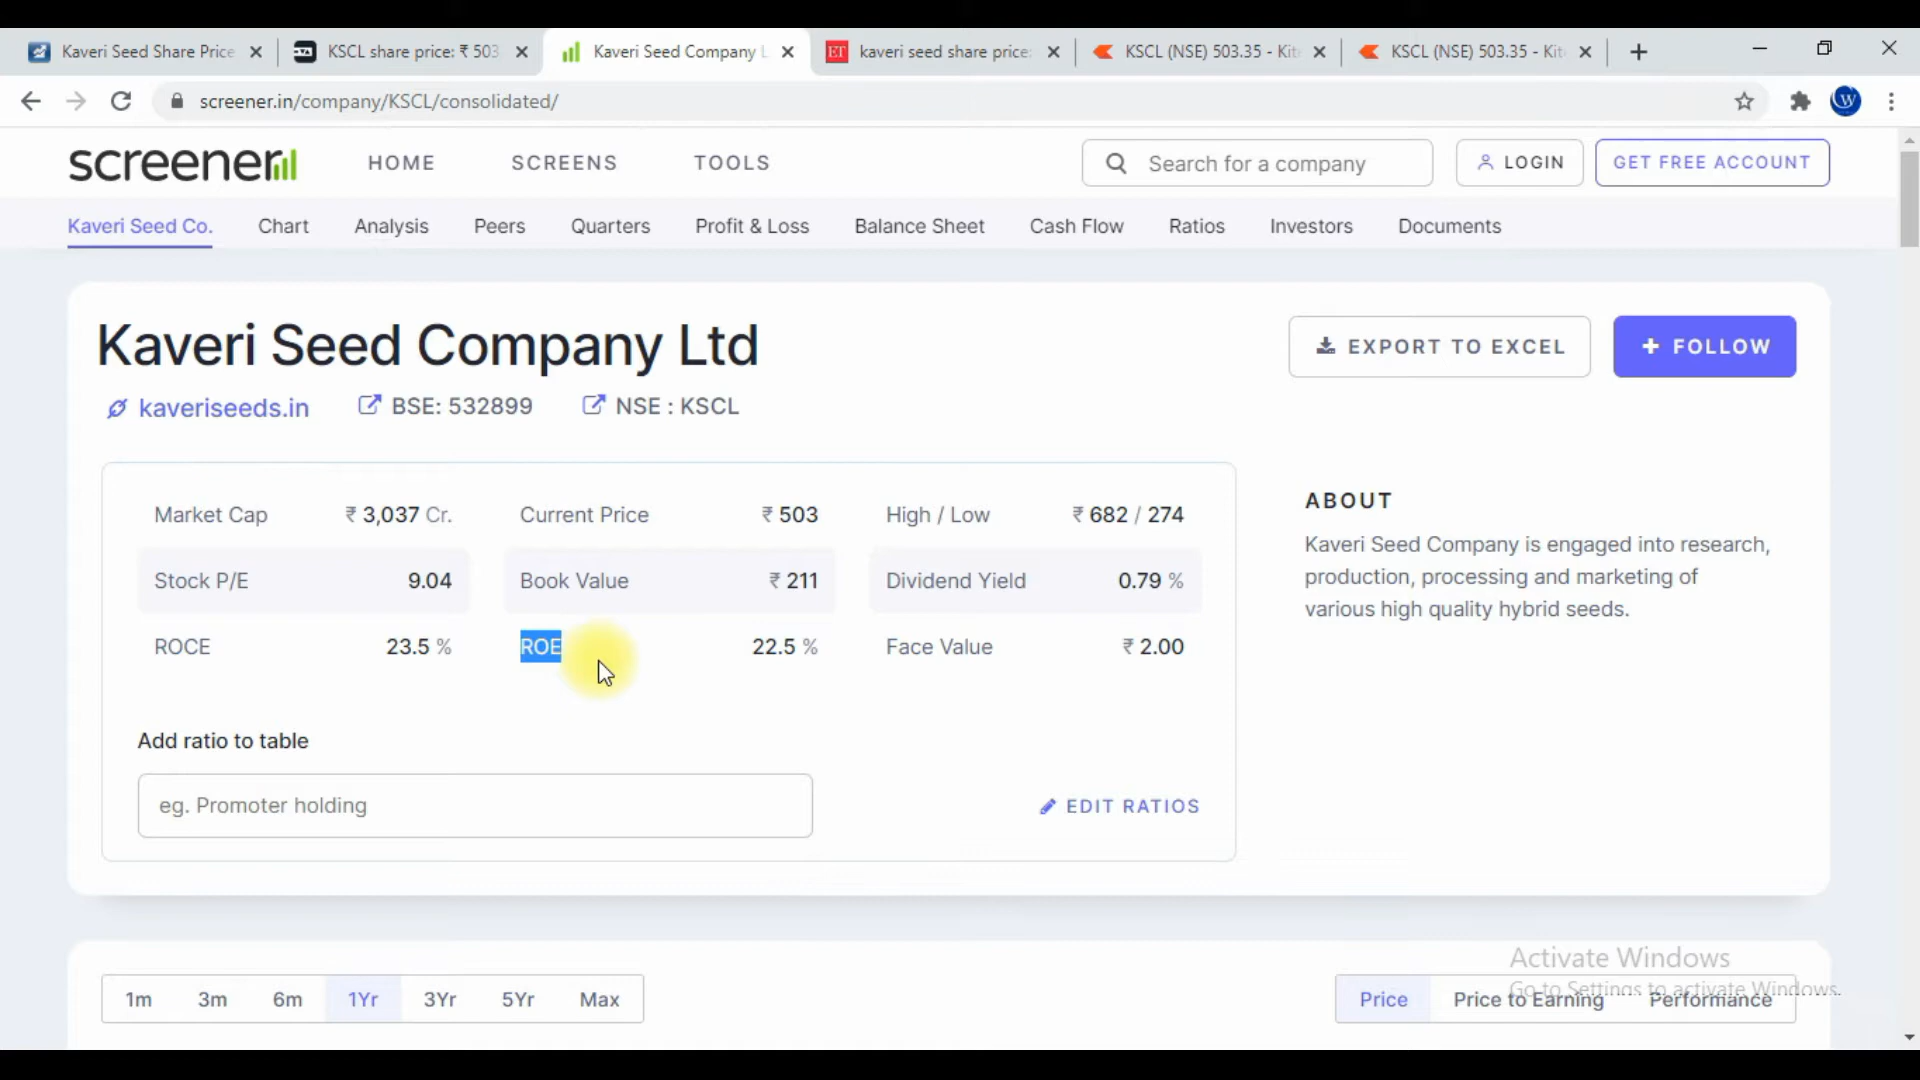 Kaveri Seed Share Price
KSCL share price: ₹ 503
Kaveri Seed Company L
ET kaveri seed share price:
KSCL (NSE) 503.35 - Kit
KSCL (NSE) 503.35 - Kit
screener.in/company/KSCL/consolidated/
W
screener
HOME
SCREENS
TOOLS
Search for a company
LOGIN
GET FREE ACCOUNT
Kaveri Seed Co.
Chart
Analysis
Peers
Quarters
Profit & Loss
Balance Sheet
Cash Flow
Ratios
Investors
Documents
Kaveri Seed Company Ltd
EXPORT TO EXCEL
FOLLOW
kaveriseeds.in
BSE: 532899
NSE : KSCL
Market Cap ₹ 3,037 Cr.
Current Price ₹ 503
High / Low ₹ 682 / 274
Stock P/E 9.04
Book Value ₹ 211
Dividend Yield 0.79 %
ROCE 23.5 %
ROE 22.5 %
Face Value ₹ 2.00
Add ratio to table
eg. Promoter holding
EDIT RATIOS
ABOUT
Kaveri Seed Company is engaged into research,
production, processing and marketing of
various high quality hybrid seeds.
1m 3m 6m 1Yr 3Yr 5Yr Max
Price Price to Earning Performance
Activate Windows
Go to Settings to activate Windows.